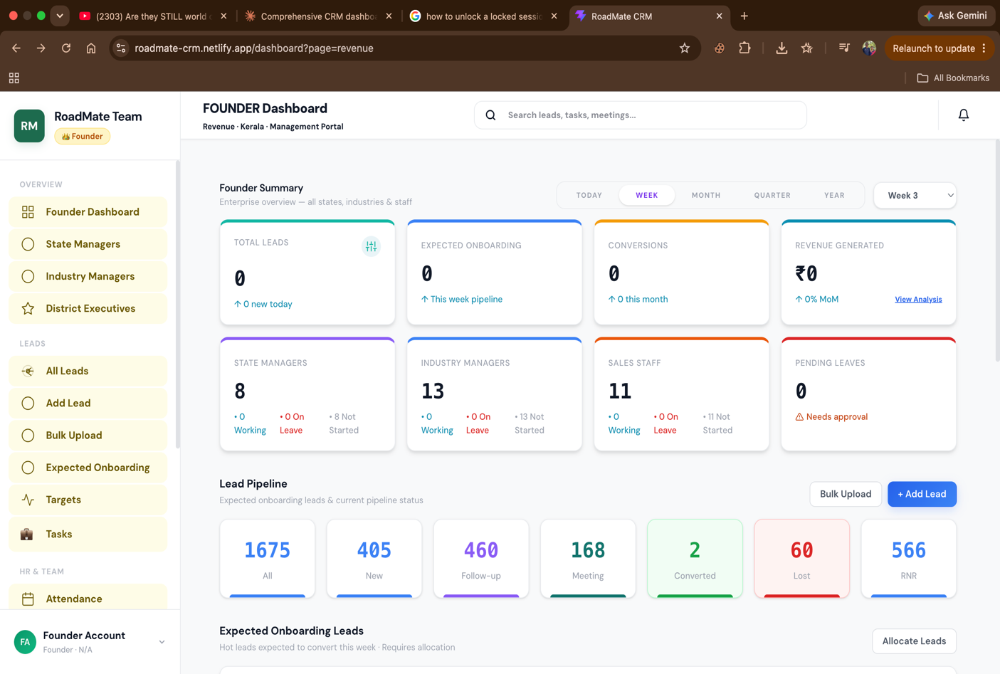 (2303) Are they STILL world c
Comprehensive CRM dashbo
how to unlock a locked sessi
RoadMate CRM
Ask Gemini
roadmate-crm.netlify.app/dashboard?page=revenue
Relaunch to update
All Bookmarks
RM
RoadMate Team
Founder
FOUNDER Dashboard
Revenue · Kerala · Management Portal
Search leads, tasks, meetings...
OVERVIEW
Founder Dashboard
State Managers
Industry Managers
District Executives
LEADS
All Leads
Add Lead
Bulk Upload
Expected Onboarding
Targets
Tasks
HR & TEAM
Attendance
FA
Founder Account
Founder · N/A
Founder Summary
Enterprise overview — all states, industries & staff
TODAY
WEEK
MONTH
QUARTER
YEAR
Week 3
TOTAL LEADS
0
↑ 0 new today
EXPECTED ONBOARDING
0
↑ This week pipeline
CONVERSIONS
0
↑ 0 this month
REVENUE GENERATED
₹0
↑ 0% MoM
View Analysis
STATE MANAGERS
8
• 0 Working
• 0 On Leave
• 8 Not Started
INDUSTRY MANAGERS
13
• 0 Working
• 0 On Leave
• 13 Not Started
SALES STAFF
11
• 0 Working
• 0 On Leave
• 11 Not Started
PENDING LEAVES
0
⚠ Needs approval
Lead Pipeline
Expected onboarding leads & current pipeline status
Bulk Upload
+ Add Lead
1675
All
405
New
460
Follow-up
168
Meeting
2
Converted
60
Lost
566
RNR
Expected Onboarding Leads
Hot leads expected to convert this week · Requires allocation
Allocate Leads